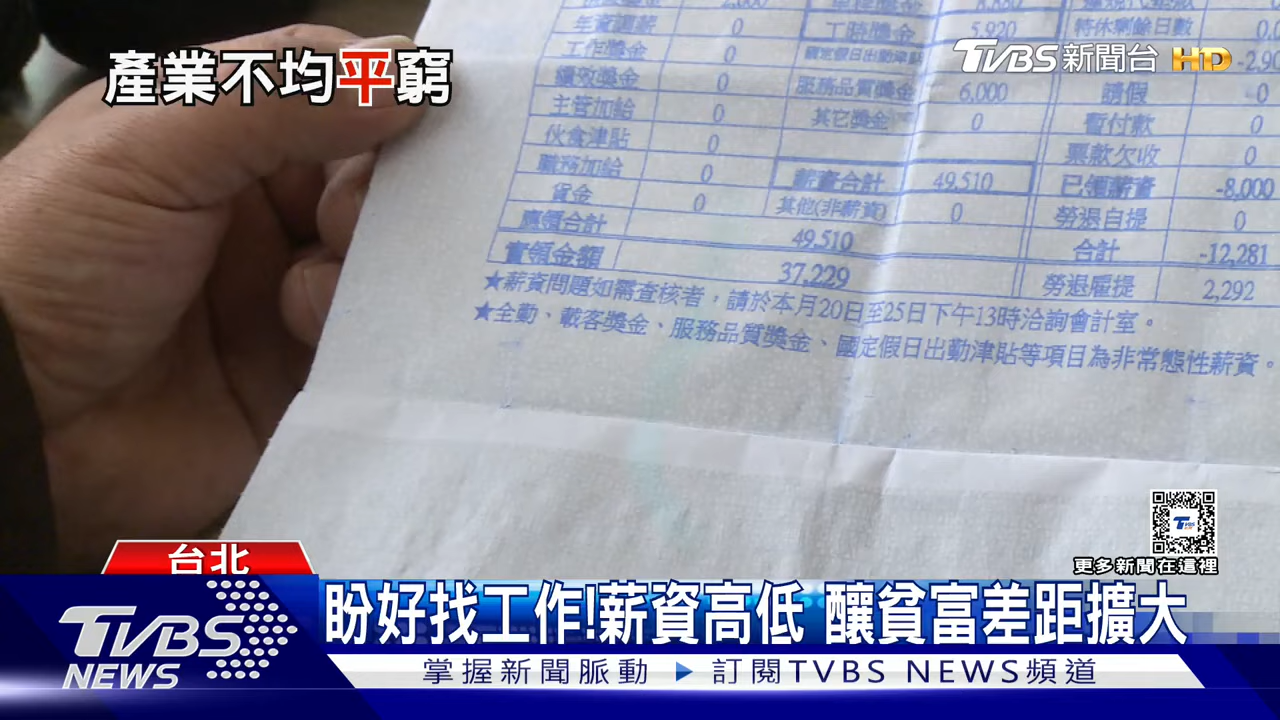 產業不均平窮
TVBS新聞台 HD
年資調薪 0 工時獎金 5,920 特休剩餘日數
工作獎金 0 國定假日出勤津貼 -2,90
績效獎金 0 服務品質獎金 6,000 請假 0
主管加給 0 其它獎金 0 暫付款 0
伙食津貼 0 票款欠收 0
職務加給 0 薪資合計 49,510 已領薪資 -8,000
貨金 0 其他(非薪資) 0 勞退自提 0
應領合計 49,510 合計 -12,281
實領金額 37,229 勞退雇提 2,292
★薪資問題如需查核者,請於本月20日至25日下午13時洽詢會計室。
★全勤、載客獎金、服務品質獎金、國定假日出勤津貼等項目為非常態性薪資。
更多新聞在這裡
台北
盼好找工作!薪資高低 釀貧富差距擴大
TVBS NEWS
掌握新聞脈動 ▶ 訂閱TVBS NEWS頻道